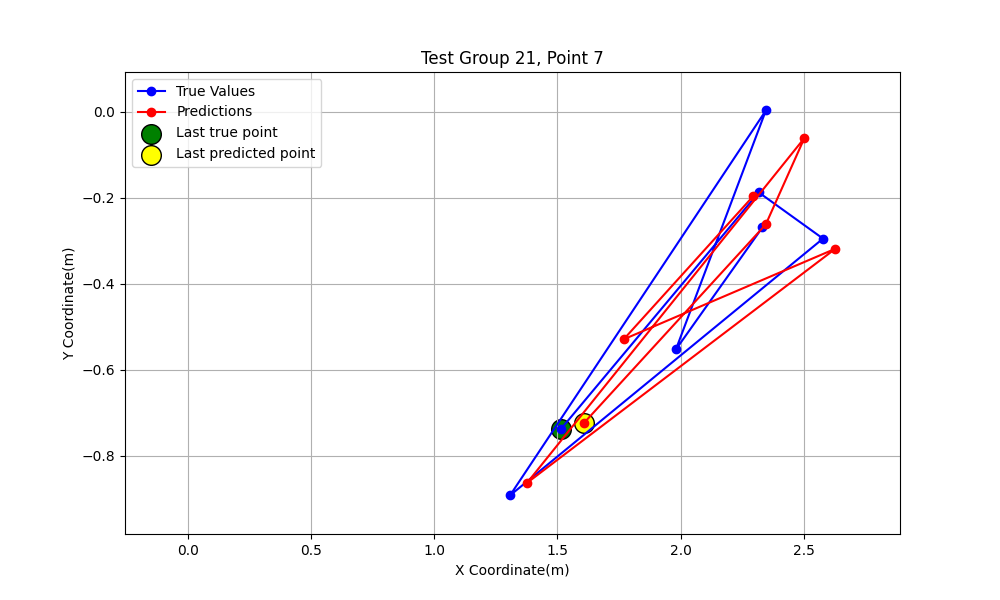 Test Group 21, Point 7
True Values
Predictions
Last true point
Last predicted point
0.0
−0.2
−0.4
−0.6
−0.8
Y Coordinate(m)
0.0 0.5 1.0 1.5 2.0 2.5
X Coordinate(m)